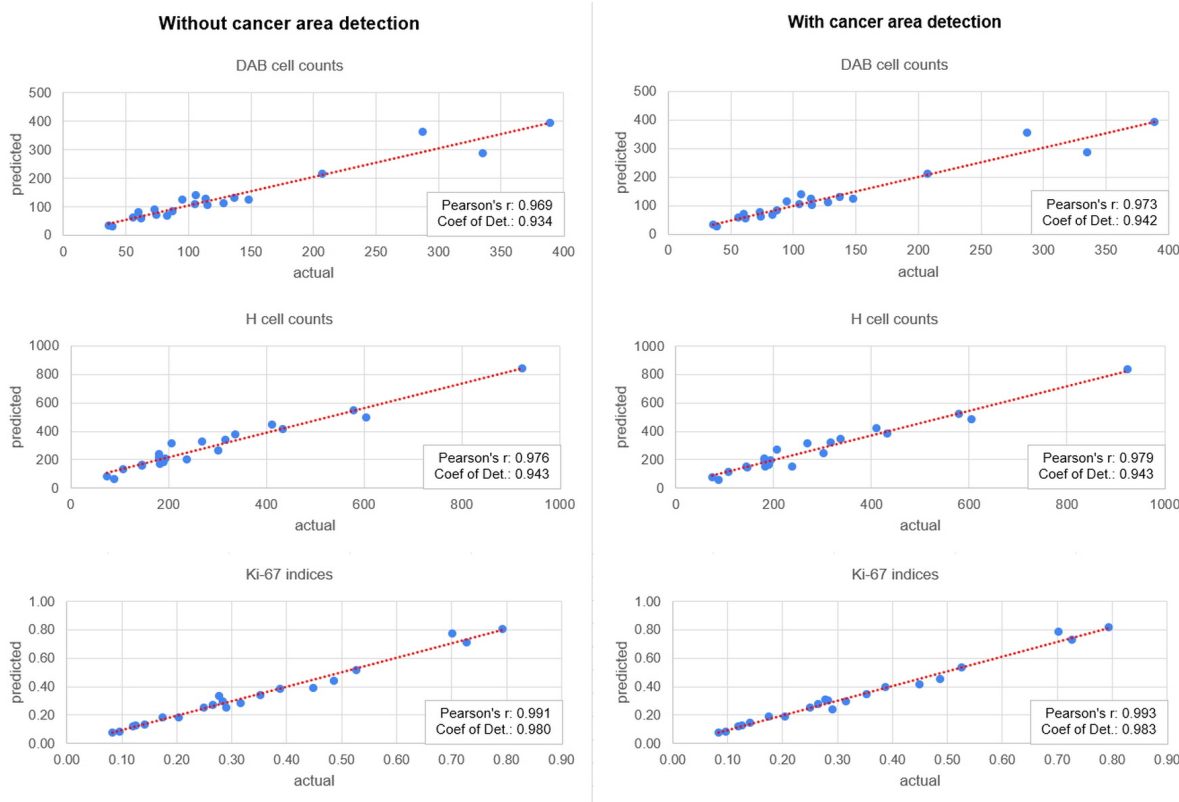 Without cancer area detection
DAB cell counts
predicted
500
400
300
200
100
0
0 50 100 150 200 250 300 350 400
actual
Pearson's r: 0.969
Coef of Det.: 0.934
H cell counts
predicted
1000
800
600
400
200
0
0 200 400 600 800 1000
actual
Pearson's r: 0.976
Coef of Det.: 0.943
Ki-67 indices
predicted
1.00
0.80
0.60
0.40
0.20
0.00
0.00 0.10 0.20 0.30 0.40 0.50 0.60 0.70 0.80 0.90
actual
Pearson's r: 0.991
Coef of Det.: 0.980
With cancer area detection
DAB cell counts
predicted
500
400
300
200
100
0
0 50 100 150 200 250 300 350 400
actual
Pearson's r: 0.973
Coef of Det.: 0.942
H cell counts
predicted
1000
800
600
400
200
0
0 200 400 600 800 1000
actual
Pearson's r: 0.979
Coef of Det.: 0.943
Ki-67 indices
predicted
1.00
0.80
0.60
0.40
0.20
0.00
0.00 0.10 0.20 0.30 0.40 0.50 0.60 0.70 0.80 0.90
actual
Pearson's r: 0.993
Coef of Det.: 0.983